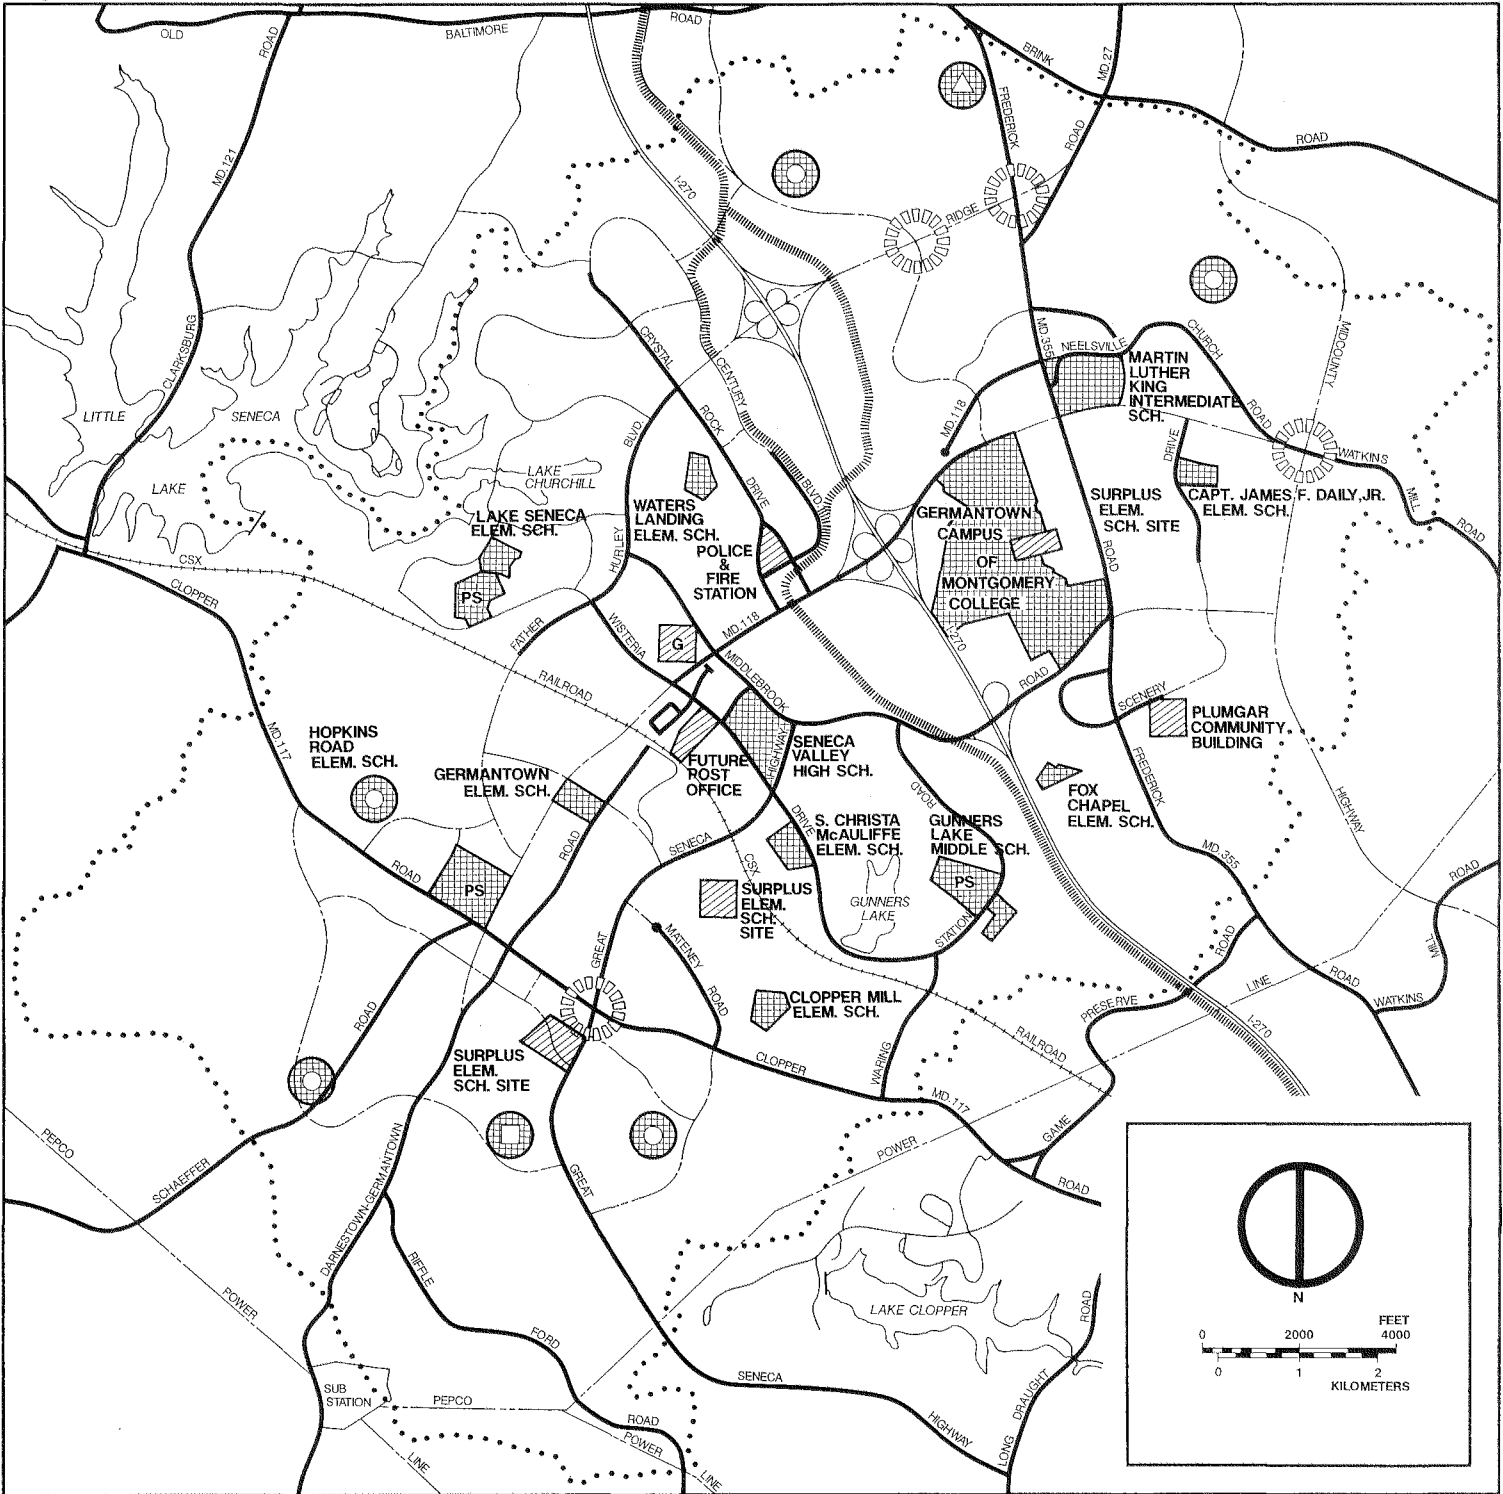 OLD
BALTIMORE
ROAD
ROAD
MD.121
CLARKSBURG
BRINK
ROAD
MD.27
ROAD
FREDERICK
I-270
RIDGE
CRYSTAL
ROCK
DRIVE
CENTURY
BLVD.
MD.355
NEELSVILLE
CHURCH
ROAD
MIDCOUNTY
HIGHWAY
MARTIN
LUTHER
KING
INTERMEDIATE
SCH.
WATKINS
MILL
ROAD
LITTLE
SENECA
LAKE
LAKE
CHURCHILL
BLVD.
HURLEY
FATHER
MD.118
DRIVE
LAKE SENECA
ELEM. SCH.
PS
WATERS
LANDING
ELEM. SCH.
POLICE
&
FIRE
STATION
GERMANTOWN
CAMPUS
OF
MONTGOMERY
COLLEGE
SURPLUS
ELEM.
SCH. SITE
CAPT. JAMES F. DAILY, JR.
ELEM. SCH.
ROAD
CSX
CLOPPER
WISTERIA
G
MD.118
MIDDLEBROOK
ROAD
I-270
RAILROAD
SCENERY
PLUMGAR
COMMUNITY
BUILDING
MD.117
HOPKINS
ROAD
ELEM. SCH.
GERMANTOWN
ELEM. SCH.
FUTURE
POST
OFFICE
HIGHWAY
SENECA
VALLEY
HIGH SCH.
FOX
CHAPEL
ELEM. SCH.
FREDERICK
MD.355
ROAD
ROAD
SENECA
DRIVE
CSX
S. CHRISTA
McAULIFFE
ELEM. SCH.
GUNNERS
LAKE
MIDDLE SCH.
ROAD
PS
PS
SURPLUS
ELEM.
SCH.
SITE
GUNNERS
LAKE
STATION
ROAD
MILL
ROAD
WATKINS
GREAT
MATENEY
ROAD
CLOPPER MILL
ELEM. SCH.
ROAD
PRESERVE
LINE
I-270
ROAD
RAILROAD
SURPLUS
ELEM.
SCH. SITE
CLOPPER
WARING
MD.117
GAME
POWER
ROAD
PEPCO
SCHAEFFER
DARNESTOWN-GERMANTOWN
GREAT
POWER
RIFFLE
FORD
LAKE CLOPPER
ROAD
SUB
STATION
PEPCO
ROAD
POWER
LINE
LINE
SENECA
HIGHWAY
LONG
DRAUGHT
N
FEET
0 2000 4000
0 1 2
KILOMETERS